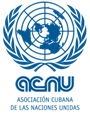 acnu
ASOCIACIÓN CUBANA
DE LAS NACIONES UNIDAS